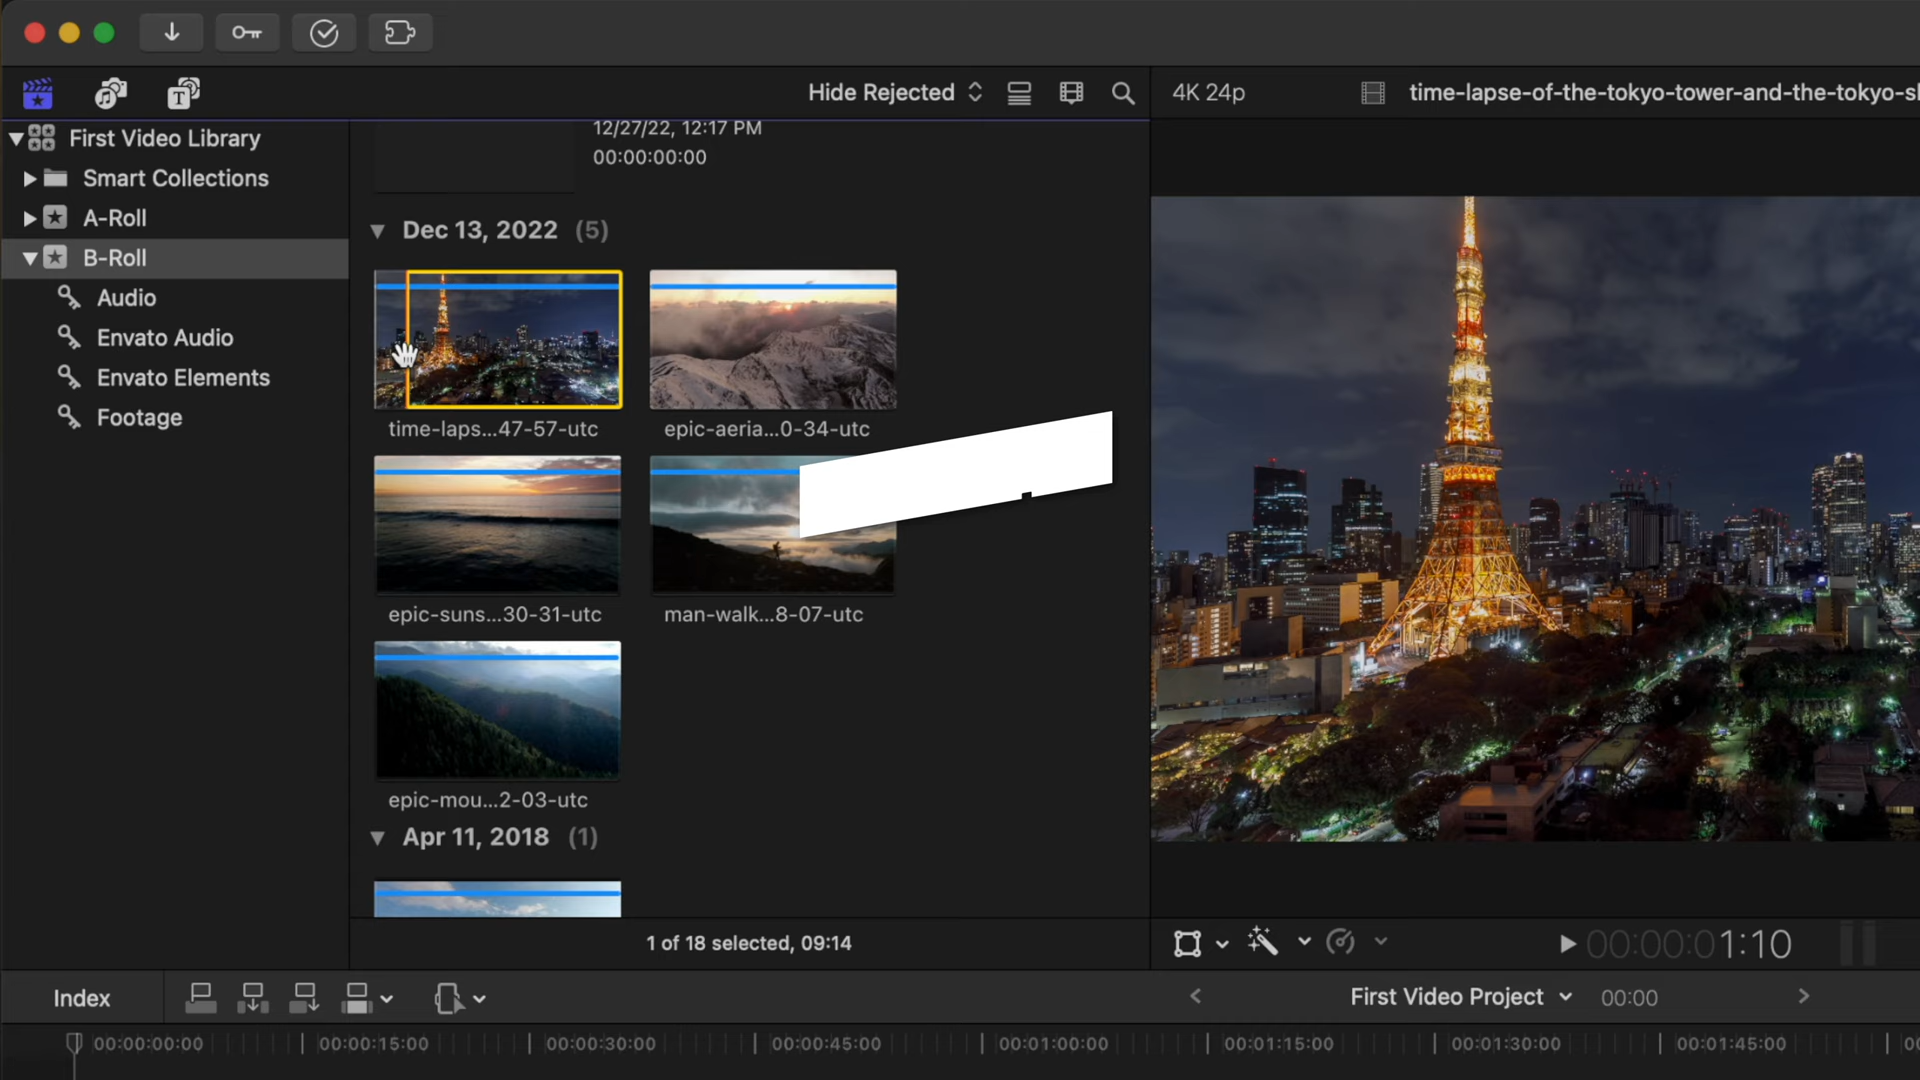 Hide Rejected
4K 24p
time-lapse-of-the-tokyo-tower-and-the-tokyo-s
First Video Library
Smart Collections
A-Roll
B-Roll
Audio
Envato Audio
Envato Elements
Footage
12/27/22, 12:17 PM
00:00:00:00
Dec 13, 2022 (5)
time-laps...47-57-utc
epic-aeria...0-34-utc
epic-suns...30-31-utc
man-walk...8-07-utc
epic-mou...2-03-utc
Apr 11, 2018 (1)
1 of 18 selected, 09:14
00:00:01:10
Index
First Video Project
00:00
00:00:00:00
00:00:15:00
00:00:30:00
00:00:45:00
00:01:00:00
00:01:15:00
00:01:30:00
00:01:45:00